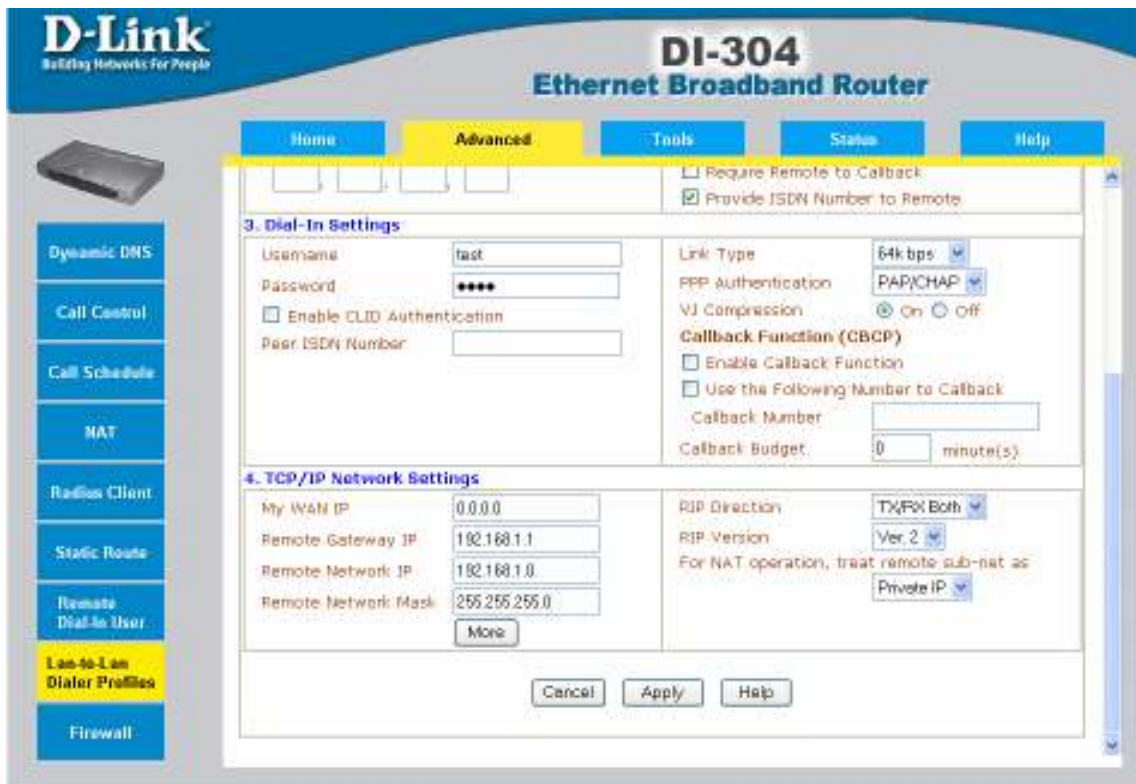 D-Link
Building Networks for People
DI-304
Ethernet Broadband Router
Home
Advanced
Tools
Status
Help
Dynamic DNS
Call Control
Call Schedule
NAT
Radius Client
Static Route
Remote
Dial-In User
Lan-to-Lan
Dialer Profiles
Firewall
Require Remote to Callback
Provide ISDN Number to Remote
3. Dial-In Settings
Username test
Password ••••
Enable CLID Authentication
Peer ISDN Number
Link Type 64k bps
PPP Authentication PAP/CHAP
VJ Compression On Off
Callback Function (CBCP)
Enable Callback Function
Use the Following Number to Callback
Callback Number
Callback Budget 0 minute(s)
4. TCP/IP Network Settings
My WAN IP 0.0.0.0
Remote Gateway IP 192.168.1.1
Remote Network IP 192.168.1.0
Remote Network Mask 255.255.255.0
More
RIP Direction TX/RX Both
RIP Version Ver. 2
For NAT operation, treat remote sub-net as
Private IP
Cancel Apply Help